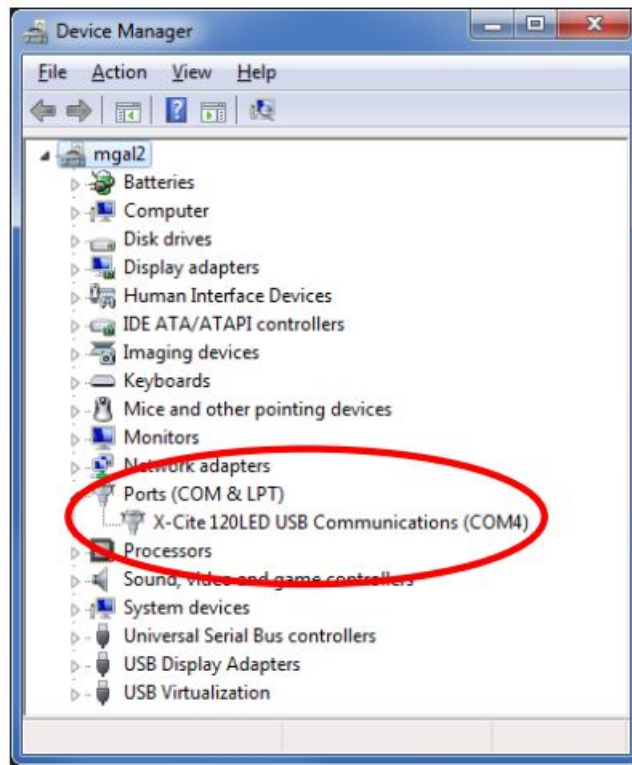 Device Manager
File Action View Help
mgal2
Batteries
Computer
Disk drives
Display adapters
Human Interface Devices
IDE ATA/ATAPI controllers
Imaging devices
Keyboards
Mice and other pointing devices
Monitors
Network adapters
Ports (COM & LPT)
X-Cite 120LED USB Communications (COM4)
Processors
Sound, video and game controllers
System devices
Universal Serial Bus controllers
USB Display Adapters
USB Virtualization